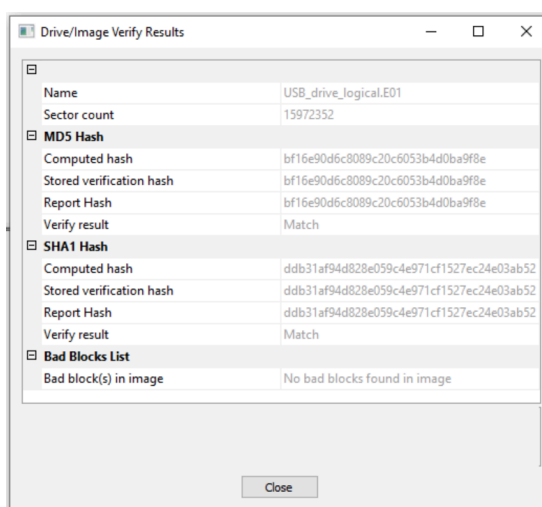 Drive/Image Verify Results
Name USB_drive_logical.E01
Sector count 15972352
MD5 Hash
Computed hash bf16e90d6c8089c20c6053b4d0ba9f8e
Stored verification hash bf16e90d6c8089c20c6053b4d0ba9f8e
Report Hash bf16e90d6c8089c20c6053b4d0ba9f8e
Verify result Match
SHA1 Hash
Computed hash ddb31af94d828e059c4e971cf1527ec24e03ab52
Stored verification hash ddb31af94d828e059c4e971cf1527ec24e03ab52
Report Hash ddb31af94d828e059c4e971cf1527ec24e03ab52
Verify result Match
Bad Blocks List
Bad block(s) in image No bad blocks found in image
Close